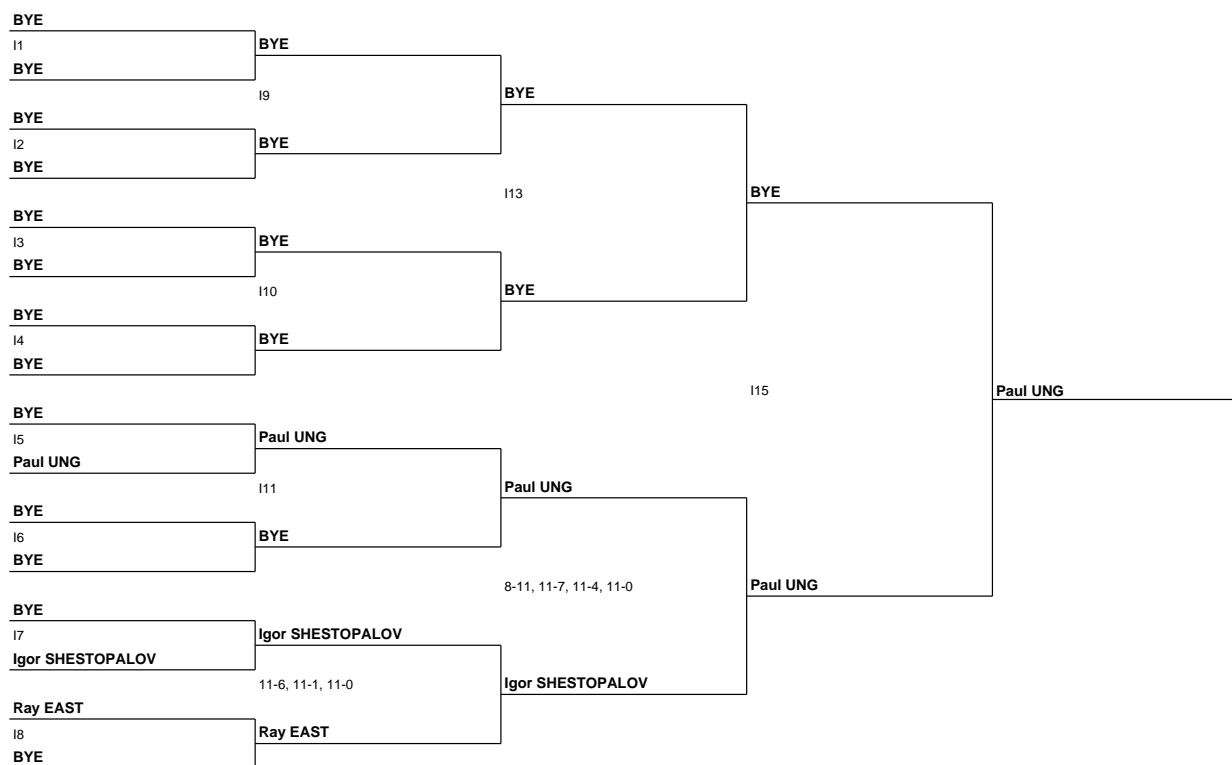 BYE
I1
BYE
BYE
I9
BYE
BYE
I2
BYE
BYE
I13
BYE
BYE
I3
BYE
BYE
I10
BYE
BYE
I4
BYE
BYE
I15
Paul UNG
BYE
I5
Paul UNG
Paul UNG
I11
Paul UNG
BYE
I6
BYE
BYE
8-11, 11-7, 11-4, 11-0
Paul UNG
BYE
I7
Igor SHESTOPALOV
Igor SHESTOPALOV
11-6, 11-1, 11-0
Igor SHESTOPALOV
Ray EAST
I8
Ray EAST
BYE